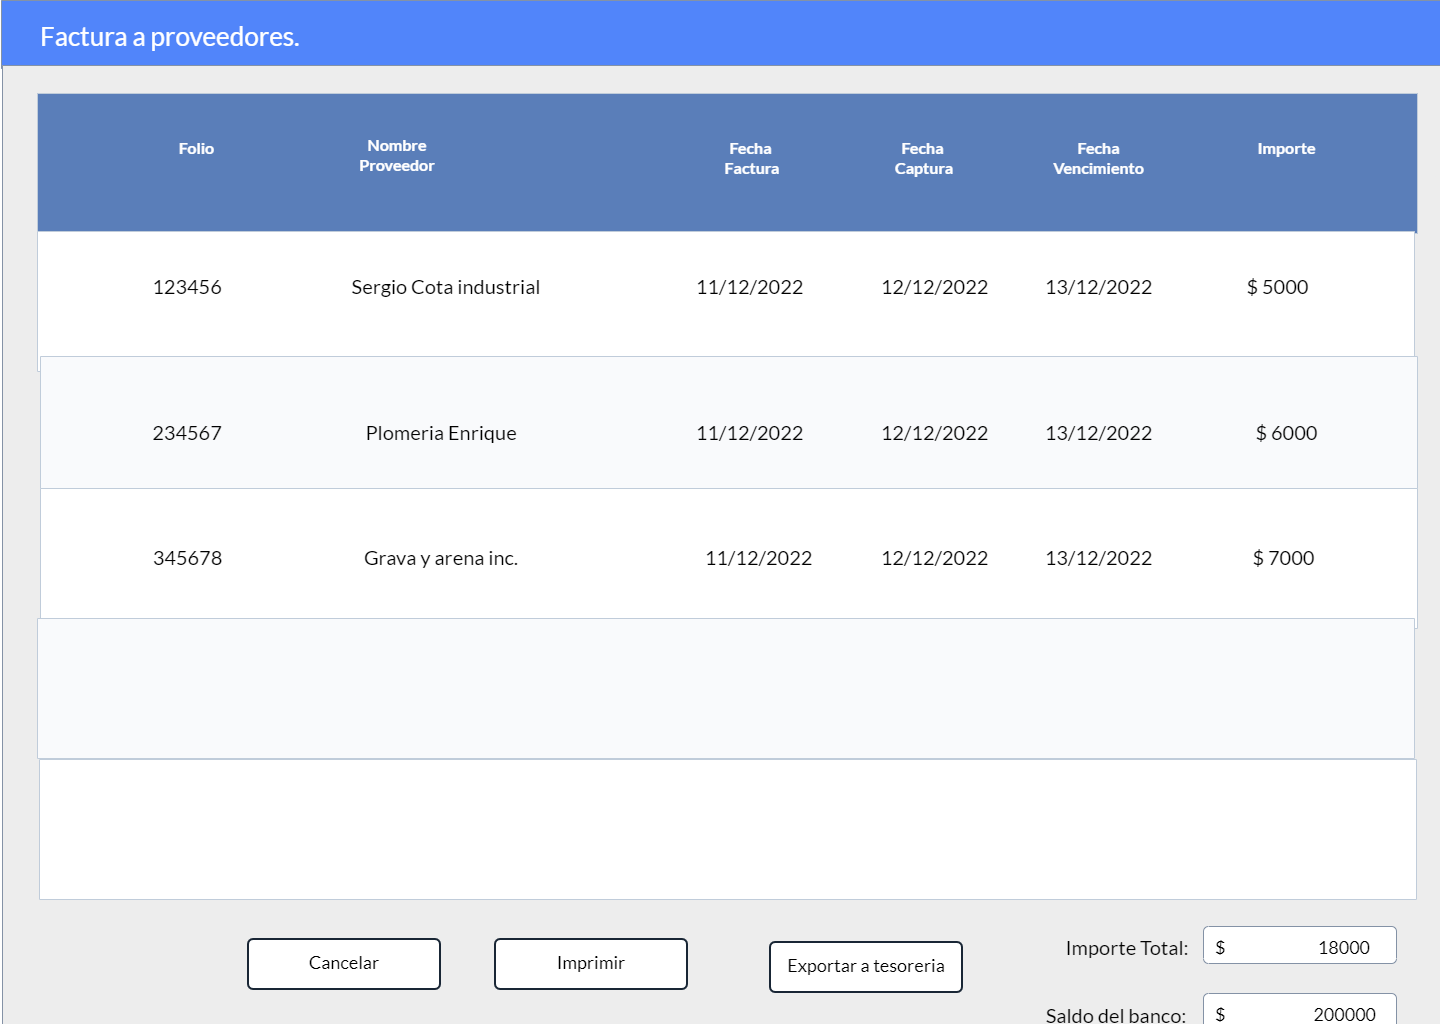 Factura a proveedores.
Folio Nombre Proveedor Fecha Factura Fecha Captura Fecha Vencimiento Importe
123456 Sergio Cota industrial 11/12/2022 12/12/2022 13/12/2022 $ 5000
234567 Plomeria Enrique 11/12/2022 12/12/2022 13/12/2022 $ 6000
345678 Grava y arena inc. 11/12/2022 12/12/2022 13/12/2022 $ 7000
Cancelar Imprimir Exportar a tesoreria Importe Total: $ 18000
Saldo del banco: $ 200000